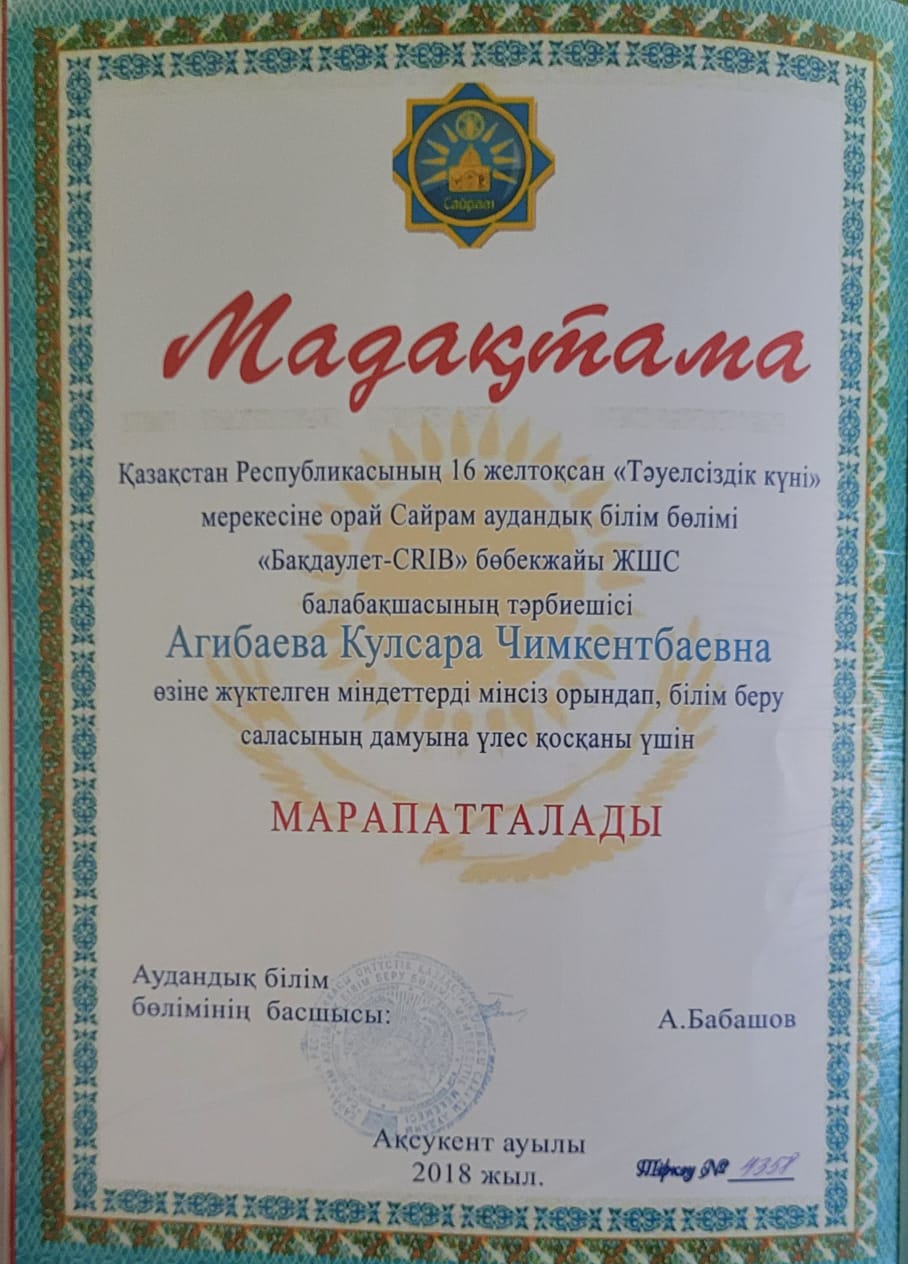 Сайрам
Мадақтама
Қазақстан Республикасының 16 желтоқсан «Тәуелсіздік күні»
мерекесіне орай Сайрам аудандық білім бөлімі
«Бақдаулет-CRIB» бөбекжайы ЖШС
балабақшасының тәрбиешісі
Агибаева Кулсара Чимкентбаевна
өзіне жүктелген міндеттерді мінсіз орындап, білім беру
саласының дамуына үлес қосқаны үшін
МАРАПАТТАЛАДЫ
Аудандық білім
бөлімінің басшысы:
А.Бабашов
Ақсукент ауылы
2018 жыл.
Тіркеу № 4358